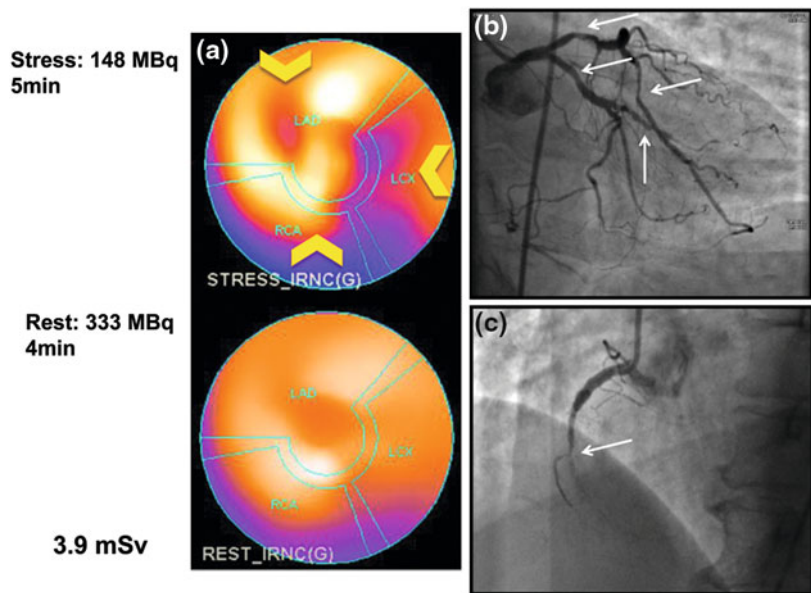 Stress: 148 MBq
5min
(a)
LAD
LCX
RCA
STRESS_IRNC(G)
Rest: 333 MBq
4min
LAD
LCX
RCA
REST_IRNC(G)
3.9 mSv
(b)
(c)